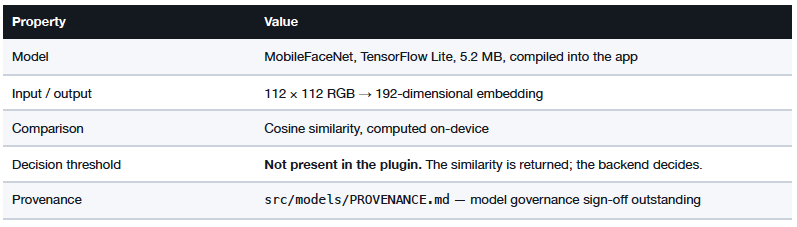 Property Value
Model MobileFaceNet, TensorFlow Lite, 5.2 MB, compiled into the app
Input / output 112 × 112 RGB → 192-dimensional embedding
Comparison Cosine similarity, computed on-device
Decision threshold Not present in the plugin. The similarity is returned; the backend decides.
Provenance src/models/PROVENANCE.md — model governance sign-off outstanding